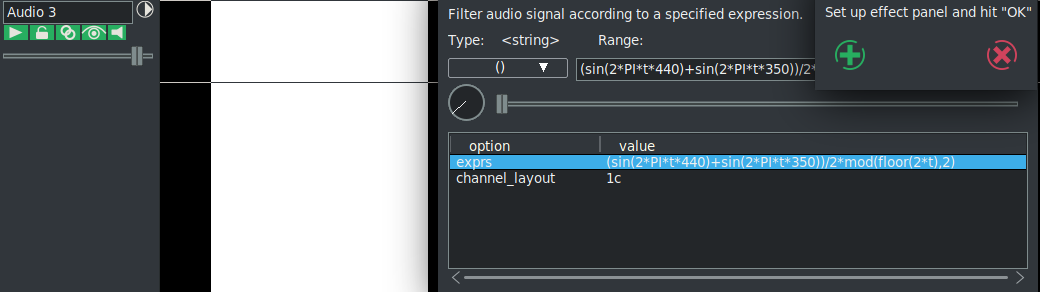 Audio 3
Filter audio signal according to a specified expression.
Type: <string> Range:
() (sin(2*PI*t*440)+sin(2*PI*t*350))/2*
Set up effect panel and hit "OK"
option value
exprs (sin(2*PI*t*440)+sin(2*PI*t*350))/2*mod(floor(2*t),2)
channel_layout 1c